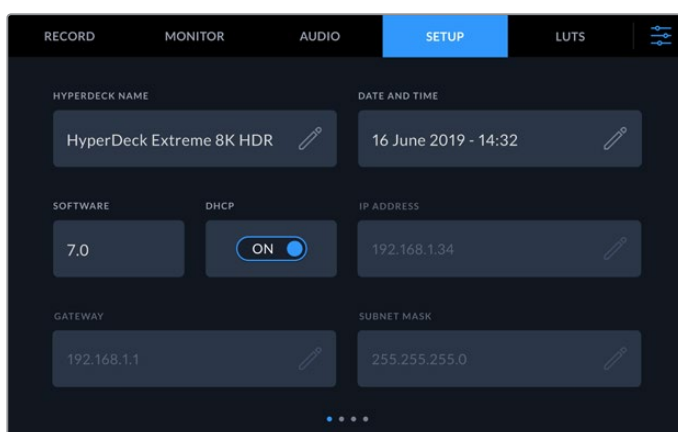 RECORD MONITOR AUDIO SETUP LUTS
HYPERDECK NAME DATE AND TIME
HyperDeck Extreme 8K HDR 16 June 2019 - 14:32
SOFTWARE DHCP IP ADDRESS
7.0 ON 192.168.1.34
GATEWAY SUBNET MASK
192.168.1.1 255.255.255.0